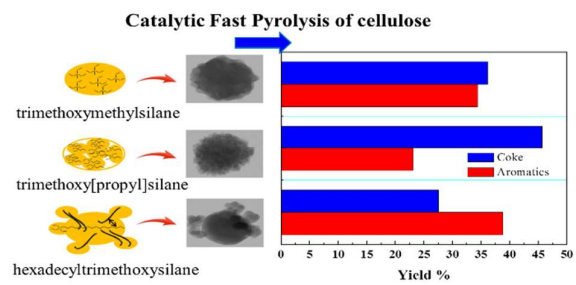 Catalytic Fast Pyrolysis of cellulose
trimethoxymethylsilane
trimethoxy[propyl]silane
hexadecyltrimethoxysilane
Coke
Aromatics
0 5 10 15 20 25 30 35 40 45 50
Yield %